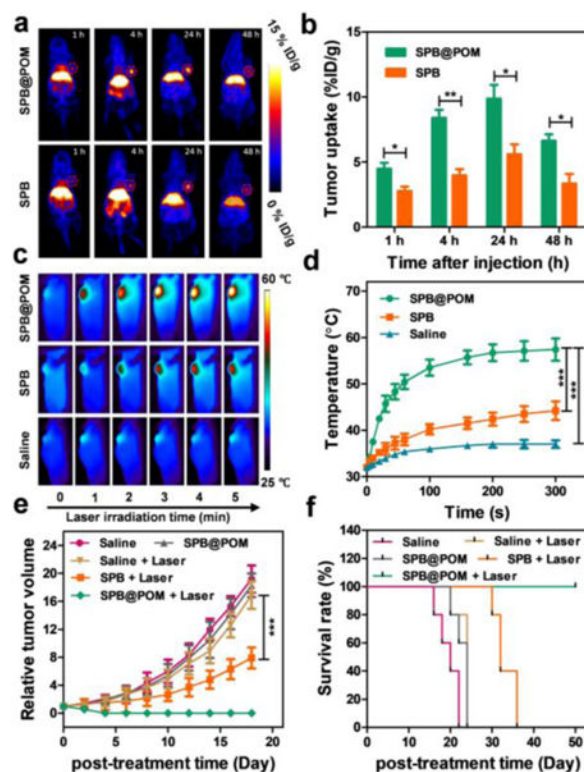 a
1 h
4 h
24 h
48 h
SPB@POM
15 % ID/g
1 h
4 h
24 h
48 h
SPB
0 % ID/g
b
SPB@POM
SPB
*
**
*
*
Tumor uptake (%ID/g)
15
10
5
0
1 h
4 h
24 h
48 h
Time after injection (h)
c
SPB@POM
60 ℃
SPB
Saline
25 ℃
0
1
2
3
4
5
Laser irradiation time (min)
d
SPB@POM
SPB
Saline
***
***
Temperature (°C)
70
60
50
40
30
0
100
200
300
Time (s)
e
Saline
SPB@POM
Saline + Laser
SPB + Laser
SPB@POM + Laser
***
Relative tumor volume
24
20
16
12
8
4
0
0
5
10
15
20
post-treatment time (Day)
f
Saline
Saline + Laser
SPB@POM
SPB + Laser
SPB@POM + Laser
Survival rate (%)
140
120
100
80
60
40
20
0
0
10
20
30
40
50
post-treatment time (Day)